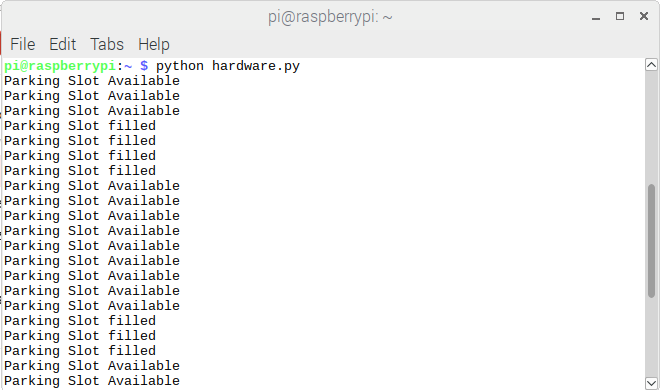 pi@raspberrypi: ~
File Edit Tabs Help
pi@raspberrypi:~ $ python hardware.py
Parking Slot Available
Parking Slot Available
Parking Slot Available
Parking Slot filled
Parking Slot filled
Parking Slot filled
Parking Slot filled
Parking Slot Available
Parking Slot Available
Parking Slot Available
Parking Slot Available
Parking Slot Available
Parking Slot Available
Parking Slot Available
Parking Slot Available
Parking Slot Available
Parking Slot filled
Parking Slot filled
Parking Slot filled
Parking Slot Available
Parking Slot Available